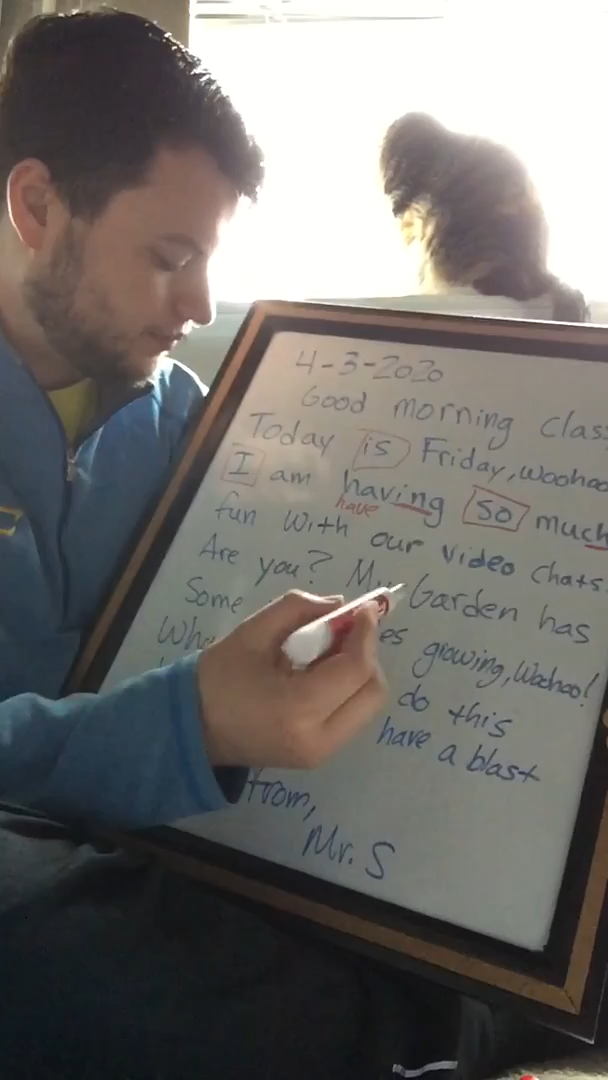 4-3-2020
Good morning class
Today is Friday, woohoo
I am having so much
have
fun with our video chats.
Are you? My Garden has
Some es growing, Woohoo!
do this
have a blast
from,
Mr. S